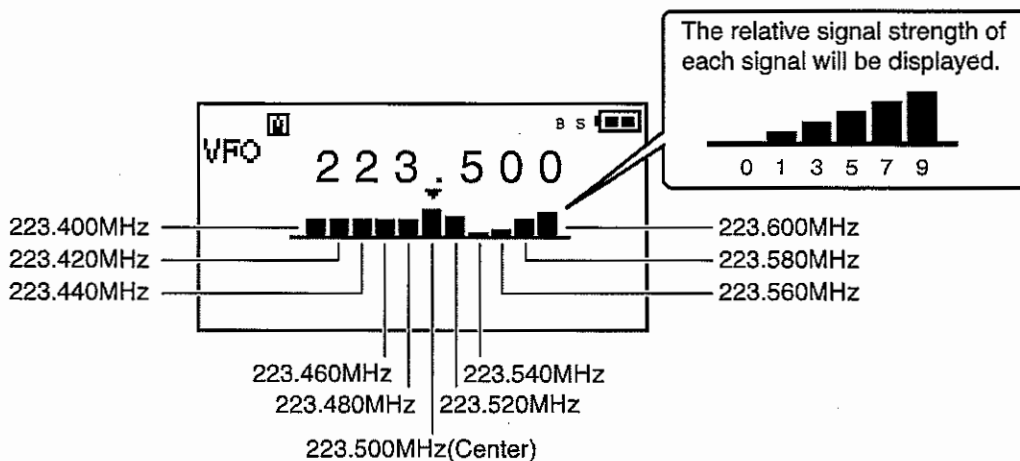 The relative signal strength of
each signal will be displayed.
0 1 3 5 7 9
B S
VFO
223.500
223.400MHz
223.420MHz
223.440MHz
223.600MHz
223.580MHz
223.560MHz
223.460MHz
223.540MHz
223.480MHz
223.520MHz
223.500MHz(Center)